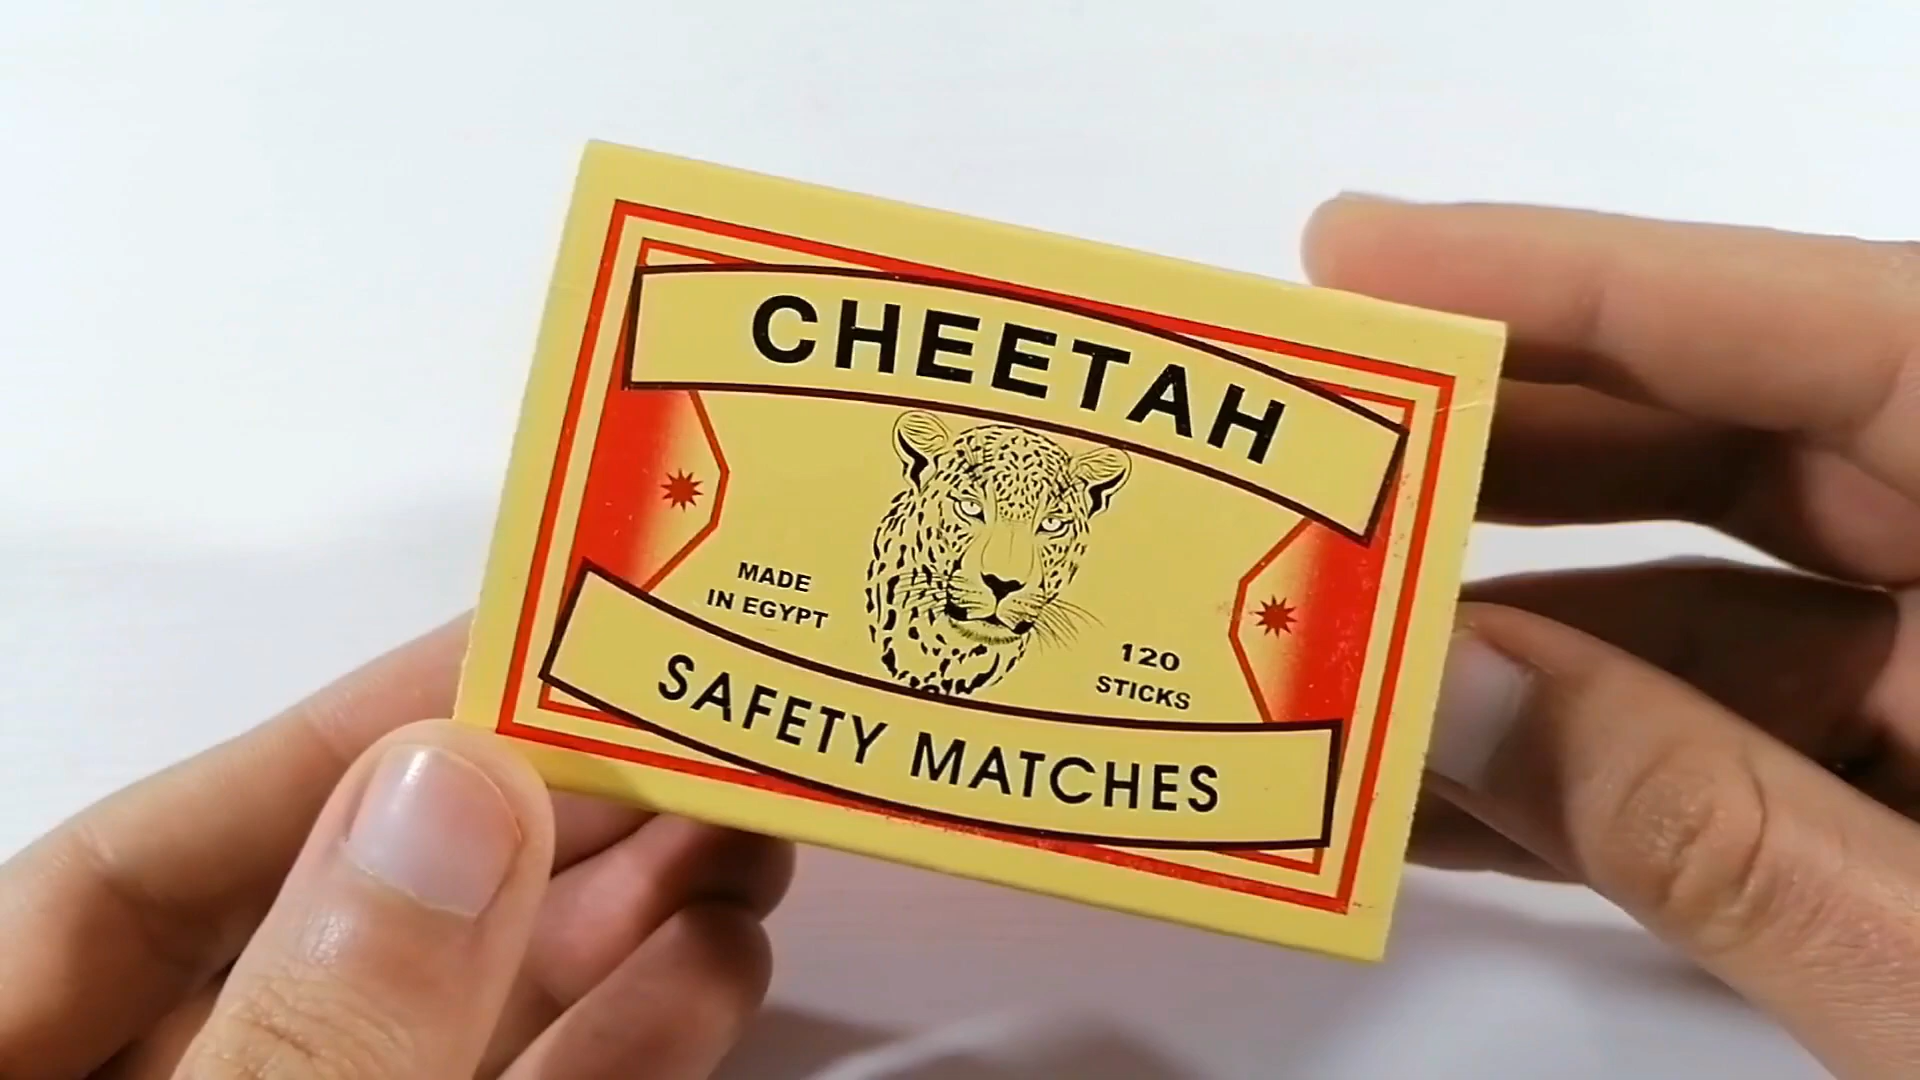 CHEETAH
MADE
IN EGYPT
120
STICKS
SAFETY MATCHES